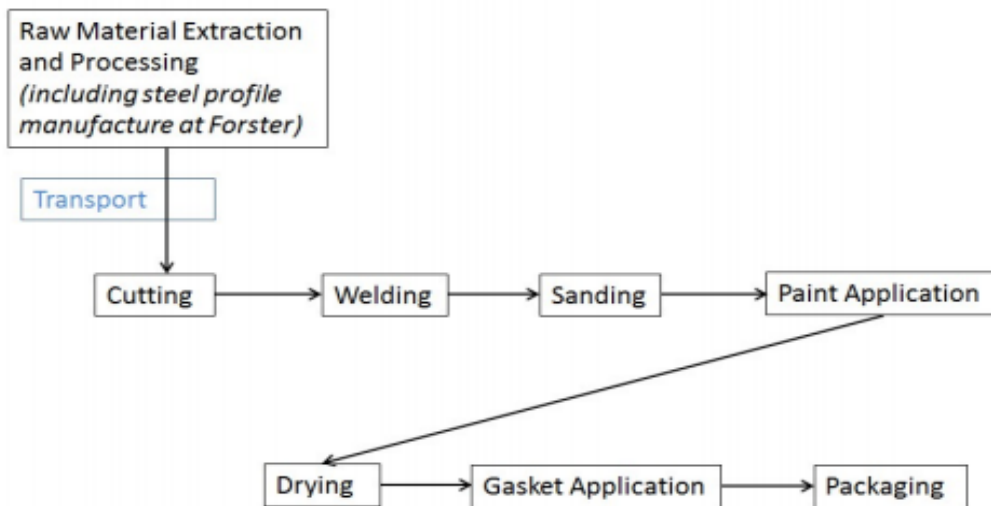 Raw Material Extraction
and Processing
(including steel profile
manufacture at Forster)
Transport
Cutting
Welding
Sanding
Paint Application
Drying
Gasket Application
Packaging